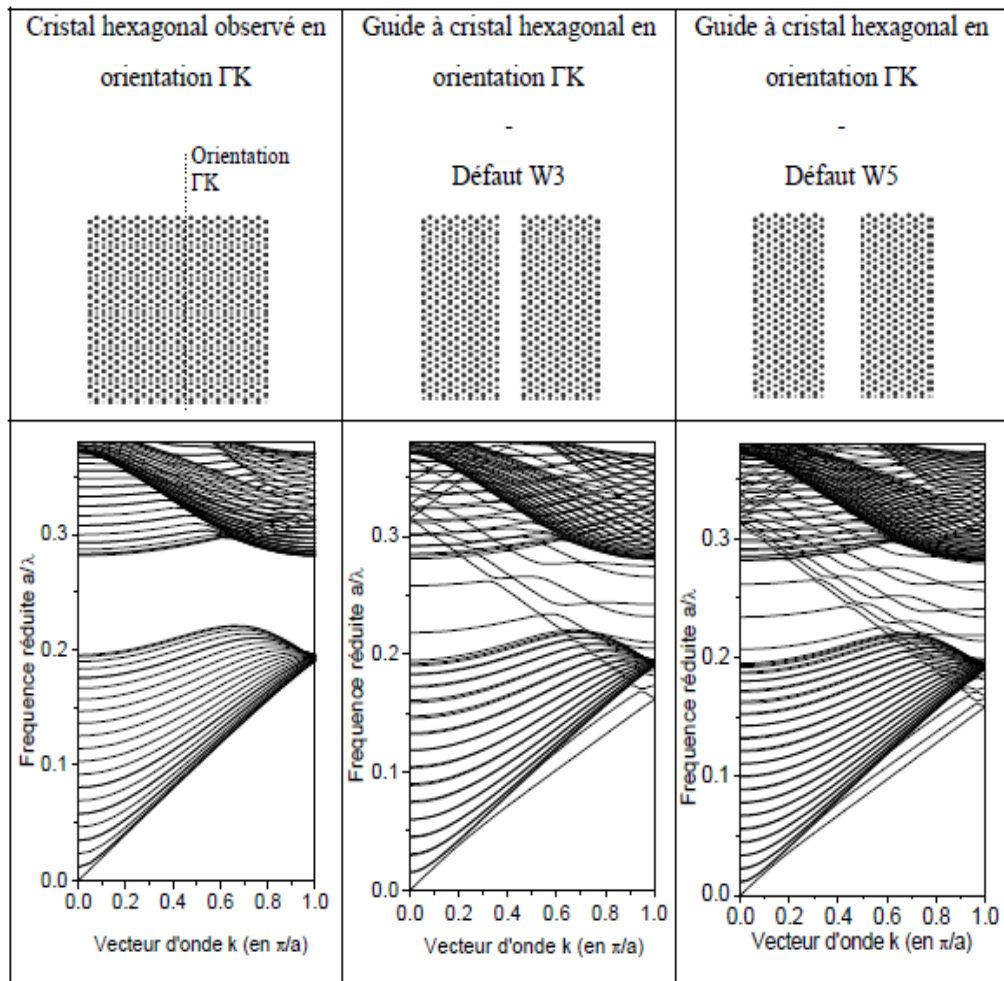 Cristal hexagonal observé en
orientation ΓK
Orientation
ΓK
Guide à cristal hexagonal en
orientation ΓK
-
Défaut W3
Guide à cristal hexagonal en
orientation ΓK
-
Défaut W5
Frequence réduite a/λ
0.3
0.2
0.1
0.0
0.0 0.2 0.4 0.6 0.8 1.0
Vecteur d'onde k (en π/a)
Frequence réduite a/λ
0.3
0.2
0.1
0.0
0.0 0.2 0.4 0.6 0.8 1.0
Vecteur d'onde k (en π/a)
Frequence réduite a/λ
0.3
0.2
0.1
0.0
0.0 0.2 0.4 0.6 0.8 1.0
Vecteur d'onde k (en π/a)